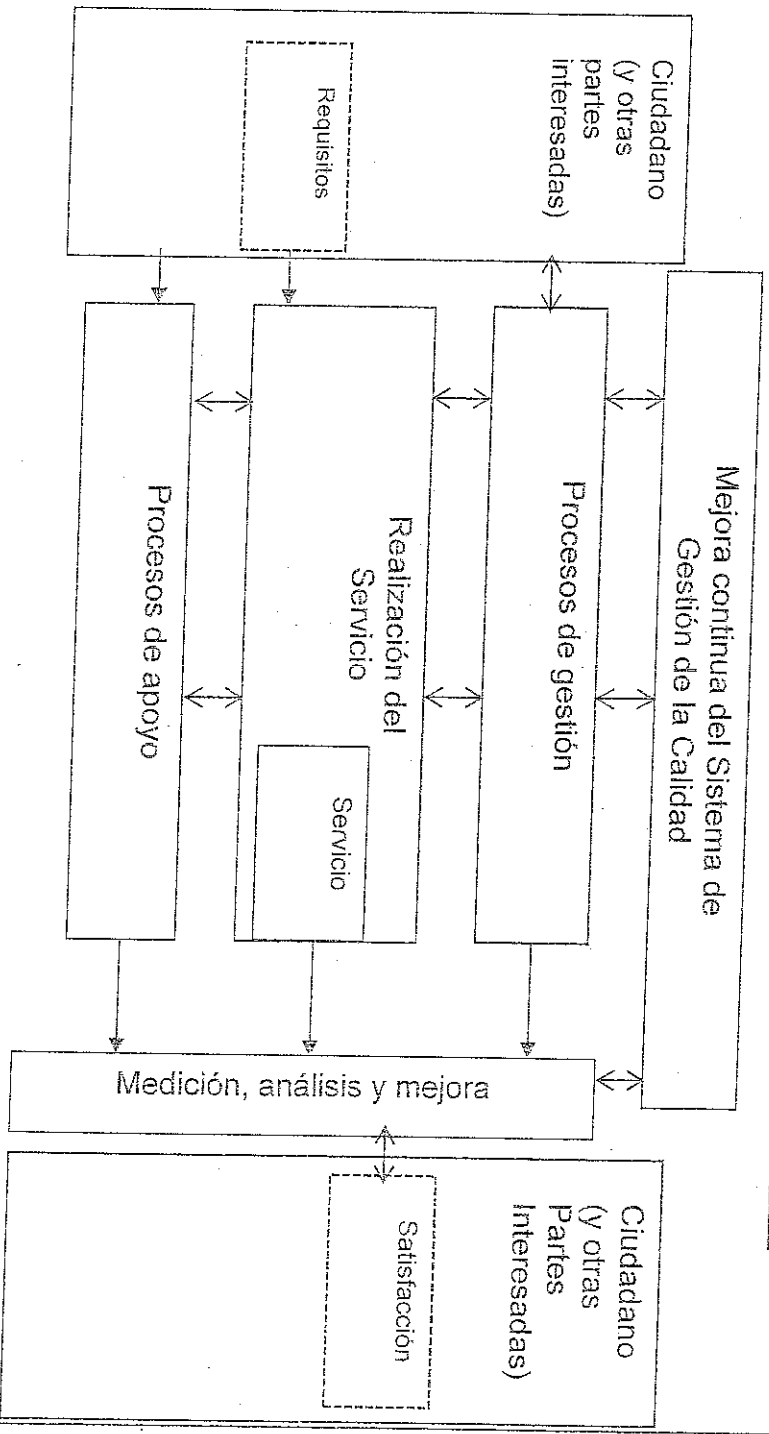 Mejora continua del Sistema de
Gestión de la Calidad
Ciudadano
(y otras
partes
interesadas)
Requisitos
Procesos de gestión
Realización del
Servicio
Servicio
Procesos de apoyo
Medición, análisis y mejora
Ciudadano
(y otras
Partes
Interesadas)
Satisfacción